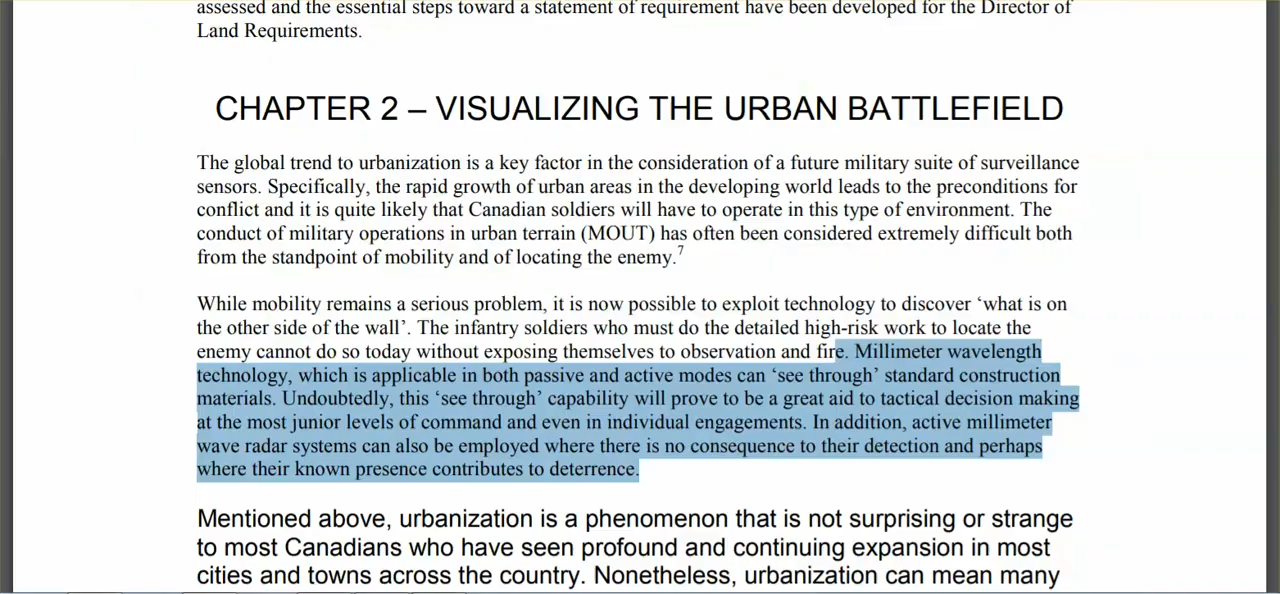 assessed and the essential steps toward a statement of requirement have been developed for the Director of
Land Requirements.
CHAPTER 2 – VISUALIZING THE URBAN BATTLEFIELD
The global trend to urbanization is a key factor in the consideration of a future military suite of surveillance
sensors. Specifically, the rapid growth of urban areas in the developing world leads to the preconditions for
conflict and it is quite likely that Canadian soldiers will have to operate in this type of environment. The
conduct of military operations in urban terrain (MOUT) has often been considered extremely difficult both
from the standpoint of mobility and of locating the enemy.7
While mobility remains a serious problem, it is now possible to exploit technology to discover ‘what is on
the other side of the wall’. The infantry soldiers who must do the detailed high-risk work to locate the
enemy cannot do so today without exposing themselves to observation and fire. Millimeter wavelength
technology, which is applicable in both passive and active modes can ‘see through’ standard construction
materials. Undoubtedly, this ‘see through’ capability will prove to be a great aid to tactical decision making
at the most junior levels of command and even in individual engagements. In addition, active millimeter
wave radar systems can also be employed where there is no consequence to their detection and perhaps
where their known presence contributes to deterrence.
Mentioned above, urbanization is a phenomenon that is not surprising or strange
to most Canadians who have seen profound and continuing expansion in most
cities and towns across the country. Nonetheless, urbanization can mean many